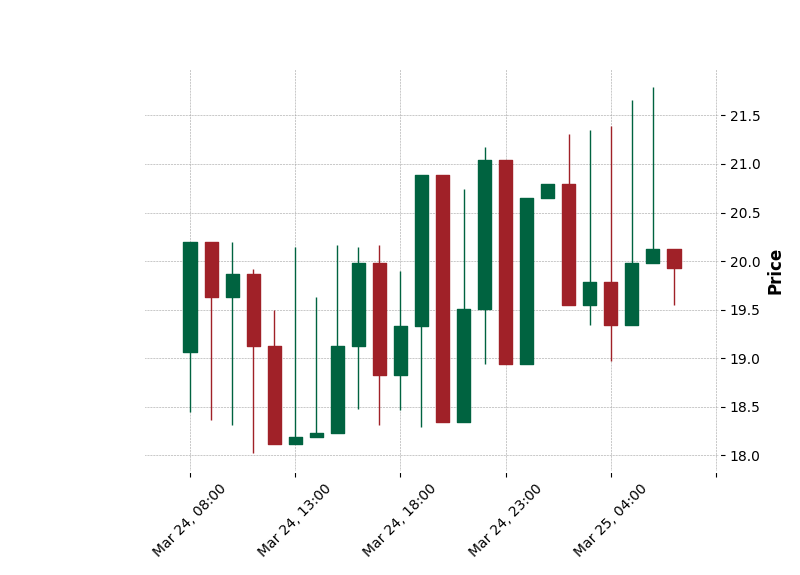 21.5
21.0
20.5
20.0
19.5
19.0
18.5
18.0
Price
Mar 24, 08:00
Mar 24, 13:00
Mar 24, 18:00
Mar 24, 23:00
Mar 25, 04:00